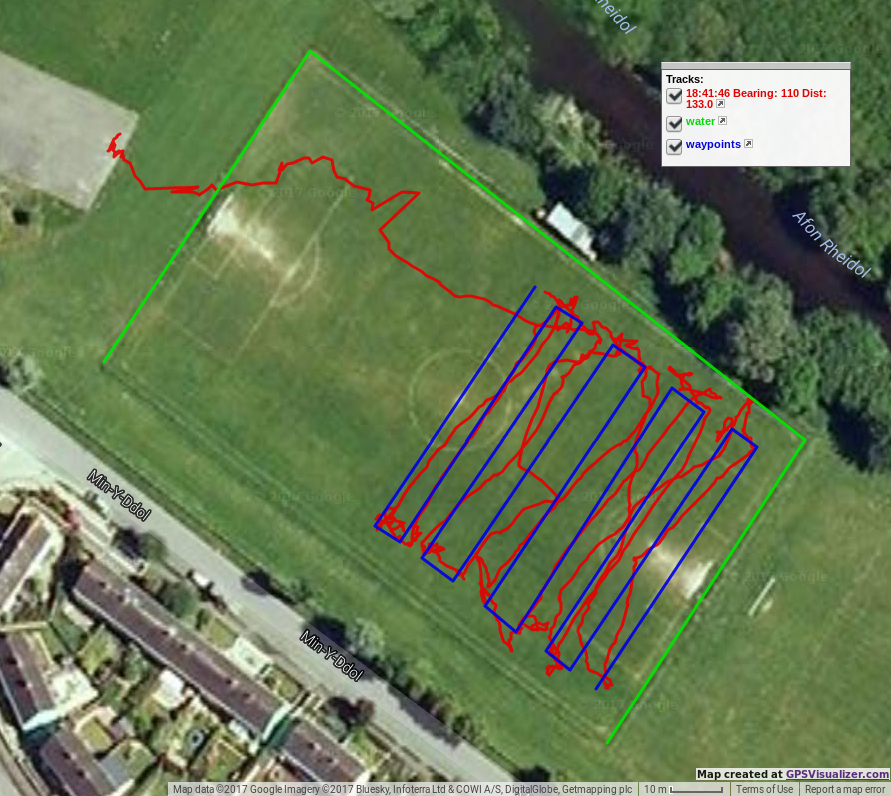 Rheidol
Tracks:
18:41:46 Bearing: 110 Dist:
133.0
water
waypoints
Afon Rheidol
Min-Y-Ddol
Min-Y-Ddol
Map created at GPSVisualizer.com
Map data ©2017 Google Imagery ©2017 Bluesky, Infoterra Ltd & COWI A/S, DigitalGlobe, Getmapping plc
10 m
Terms of Use
Report a map error